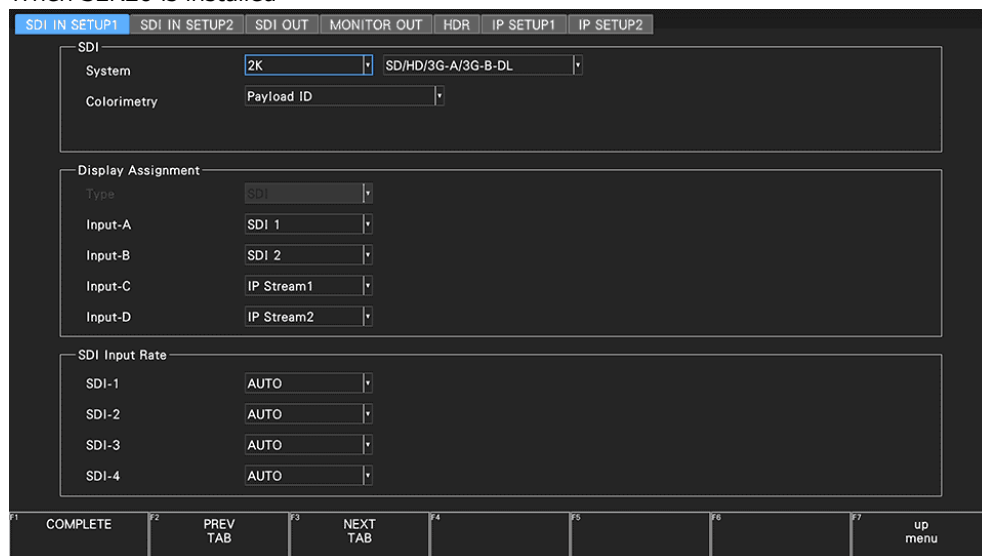 SDI IN SETUP1 SDI IN SETUP2 SDI OUT MONITOR OUT HDR IP SETUP1 IP SETUP2
SDI
System 2K SD/HD/3G-A/3G-B-DL
Colorimetry Payload ID
Display Assignment
Type SDI
Input-A SDI 1
Input-B SDI 2
Input-C IP Stream1
Input-D IP Stream2
SDI Input Rate
SDI-1 AUTO
SDI-2 AUTO
SDI-3 AUTO
SDI-4 AUTO
F1 COMPLETE F2 PREV TAB F3 NEXT TAB F4 F5 F6 F7 up menu